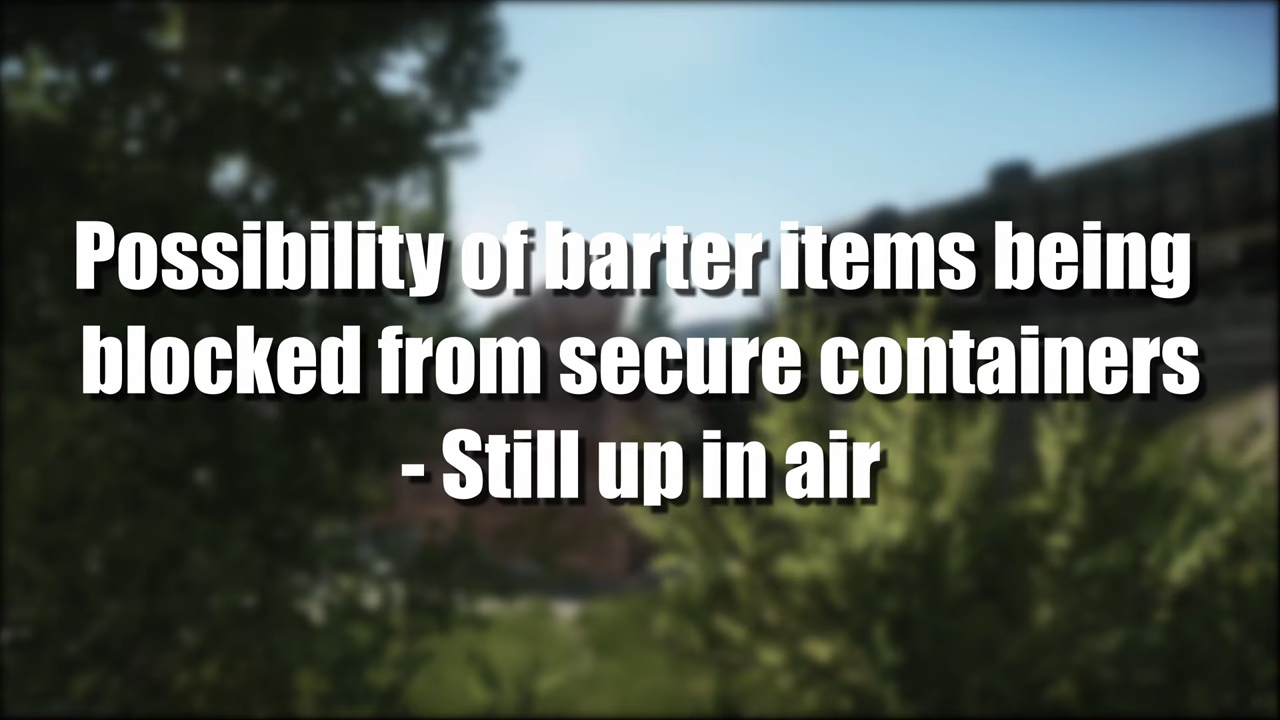 Possibility of barter items being
blocked from secure containers
- Still up in air